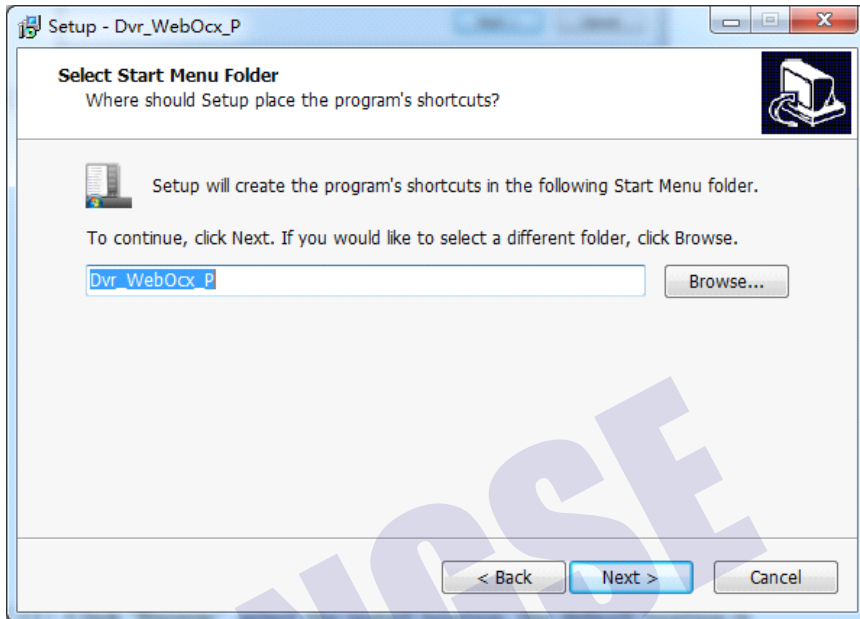 Setup - Dvr_WebOcx_P
Select Start Menu Folder
Where should Setup place the program's shortcuts?
Setup will create the program's shortcuts in the following Start Menu folder.
To continue, click Next. If you would like to select a different folder, click Browse.
Dvr_WebOcx_P
Browse...
NGSE
< Back
Next >
Cancel